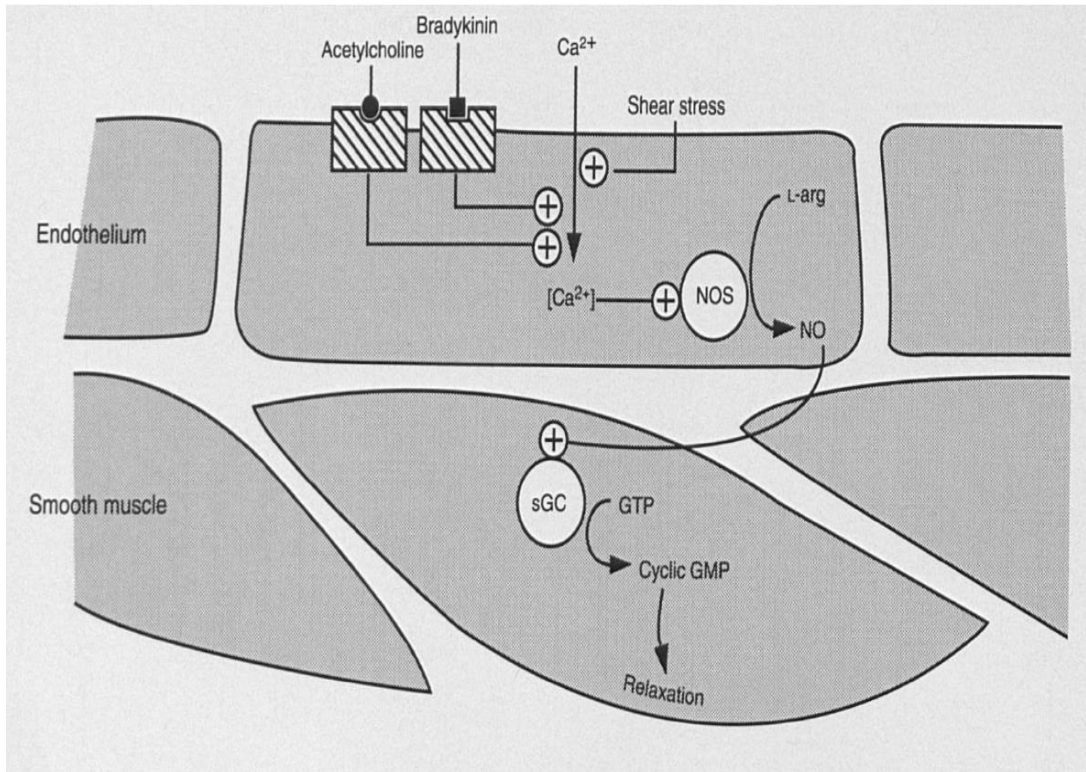 Bradykinin
Acetylcholine
Ca²⁺
Shear stress
L-arg
Endothelium
[Ca²⁺]
NOS
NO
Smooth muscle
sGC
GTP
Cyclic GMP
Relaxation